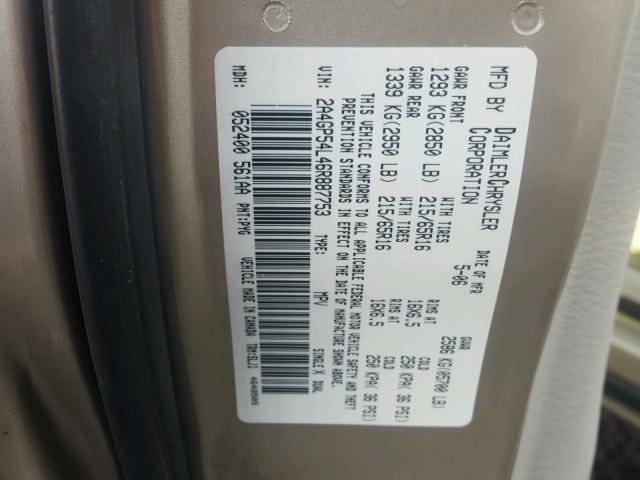 MFD BY DAIMLERCHRYSLER CORPORATION DATE OF MFR 5-06 GVWR 2586 KG(05700 LB)
GAWR FRONT WITH TIRES RIMS AT COLD
1293 KG(2850 LB) 215/65R16 16X6.5 250 KPA( 36 PSI)
GAWR REAR WITH TIRES RIMS AT COLD
1339 KG(2950 LB) 215/65R16 16X6.5 250 KPA( 36 PSI)
THIS VEHICLE CONFORMS TO ALL APPLICABLE FEDERAL MOTOR VEHICLE SAFETY AND THEFT
PREVENTION STANDARDS IN EFFECT ON THE DATE OF MANUFACTURE SHOWN ABOVE.
VIN: 2A4GP54L46R887753 TYPE: MPV SINGLE X DUAL
MDH: 052400 561AA PNT:PYG VEHICLE MADE IN CANADA TRM:SLJ1